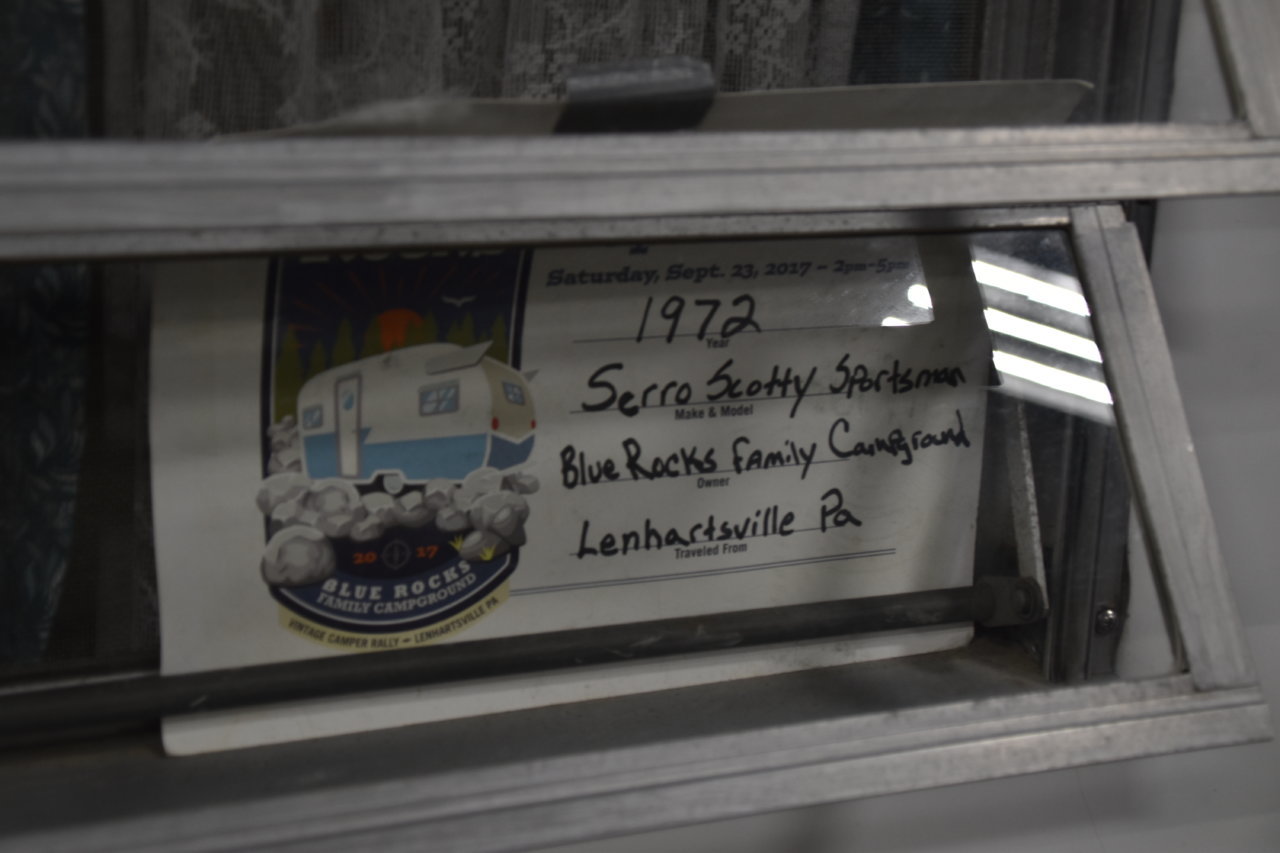 Saturday, Sept. 23, 2017 – 2pm-5pm
1972
Year
Serro Scotty Sportsman
Make & Model
Blue Rocks Family Campground
Owner
Lenhartsville Pa
Traveled From
20 17
BLUE ROCKS
FAMILY CAMPGROUND
VINTAGE CAMPER RALLY – LENHARTSVILLE PA